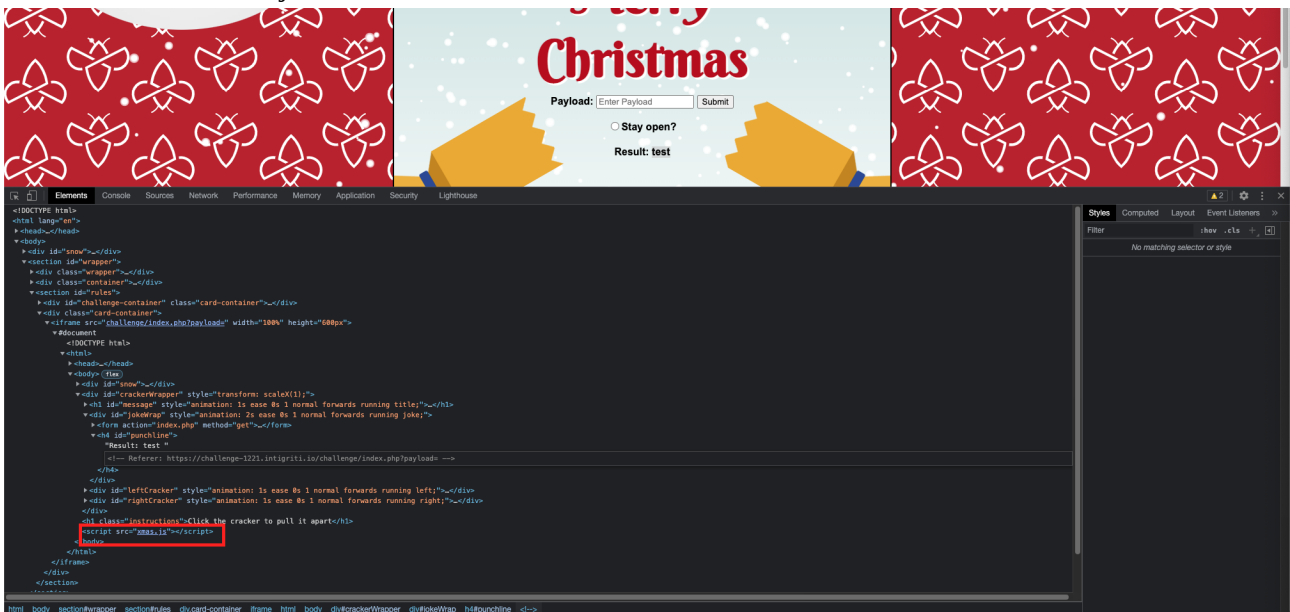 Merry
Christmas
Payload: Enter Payload Submit
Stay open?
Result: test
Elements Console Sources Network Performance Memory Application Security Lighthouse 2
<!DOCTYPE html>
<html lang="en">
<head>…</head>
<body>
<div id="snow">…</div>
<section id="wrapper">
<div class="wrapper">…</div>
<div class="container">…</div>
<section id="rules">
<div id="challenge-container" class="card-container">…</div>
<div class="card-container">
<iframe src="challenge/index.php?payload=" width="100%" height="600px">
#document
<!DOCTYPE html>
<html>
<head>…</head>
<body> flex
<div id="snow">…</div>
<div id="crackerWrapper" style="transform: scaleX(1);">
<h1 id="message" style="animation: 1s ease 0s 1 normal forwards running title;">…</h1>
<div id="jokeWrap" style="animation: 2s ease 0s 1 normal forwards running joke;">
<form action="index.php" method="get">…</form>
<h4 id="punchline">
"Result: test "
<!-- Referer: https://challenge-1221.intigriti.io/challenge/index.php?payload= -->
</h4>
</div>
<div id="leftCracker" style="animation: 1s ease 0s 1 normal forwards running left;">…</div>
<div id="rightCracker" style="animation: 1s ease 0s 1 normal forwards running right;">…</div>
</div>
<h1 class="instructions">Click the cracker to pull it apart</h1>
<script src="xmas.js"></script>
</body>
</html>
</iframe>
</div>
</section>
html body section#wrapper section#rules div.card-container iframe html body div#crackerWrapper div#jokeWrap h4#punchline <!-->
Styles Computed Layout Event Listeners »
Filter :hov .cls +
No matching selector or style